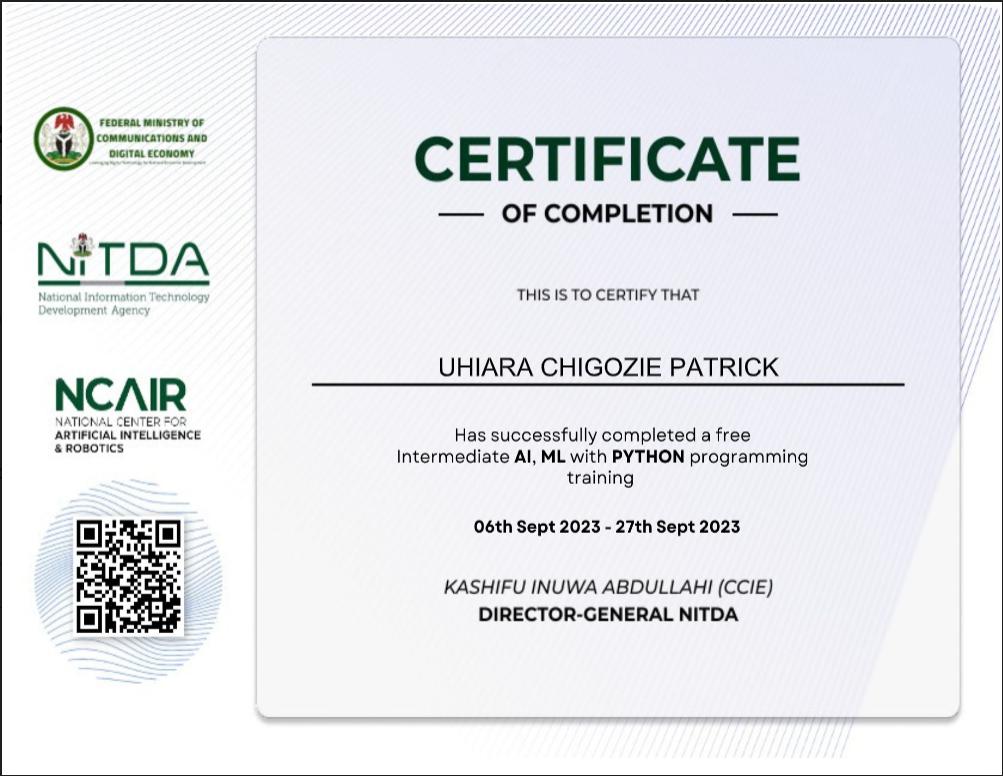 FEDERAL MINISTRY OF
COMMUNICATIONS AND
DIGITAL ECONOMY
NiTDA
National Information Technology
Development Agency
NCAIR
NATIONAL CENTER FOR
ARTIFICIAL INTELLIGENCE
& ROBOTICS
CERTIFICATE
OF COMPLETION
THIS IS TO CERTIFY THAT
UHIARA CHIGOZIE PATRICK
Has successfully completed a free
Intermediate AI, ML with PYTHON programming
training
06th Sept 2023 - 27th Sept 2023
KASHIFU INUWA ABDULLAHI (CCIE)
DIRECTOR-GENERAL NITDA